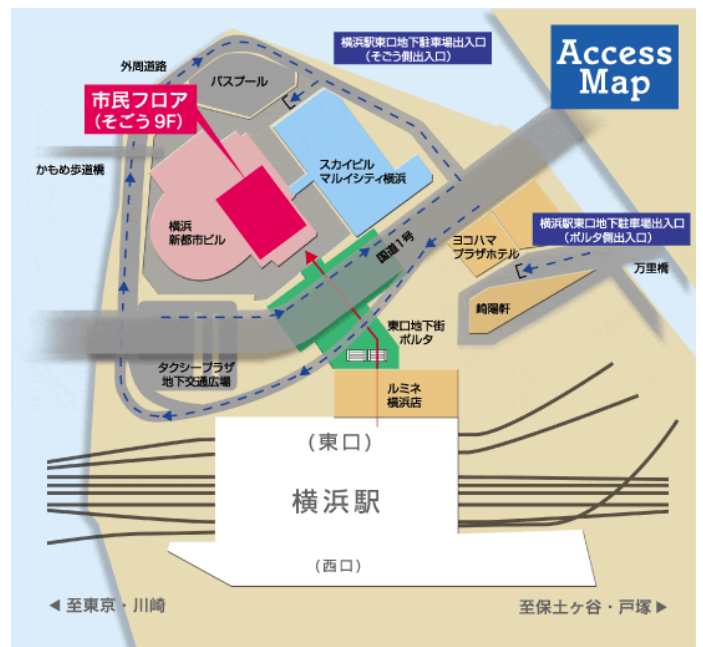 Access
Map
横浜駅東口地下駐車場出入口
(そごう側出入口)
外周道路
バスプール
市民フロア
(そごう9F)
かもめ歩道橋
スカイビル
マルイシティ横浜
横浜
新都市ビル
国道1号
ヨコハマ
プラザホテル
横浜駅東口地下駐車場出入口
(ポルタ側出入口)
万里橋
崎陽軒
東口地下街
ポルタ
タクシープラザ
地下交通広場
ルミネ
横浜店
(東口)
横浜駅
(西口)
◀至東京・川崎
至保土ヶ谷・戸塚▶